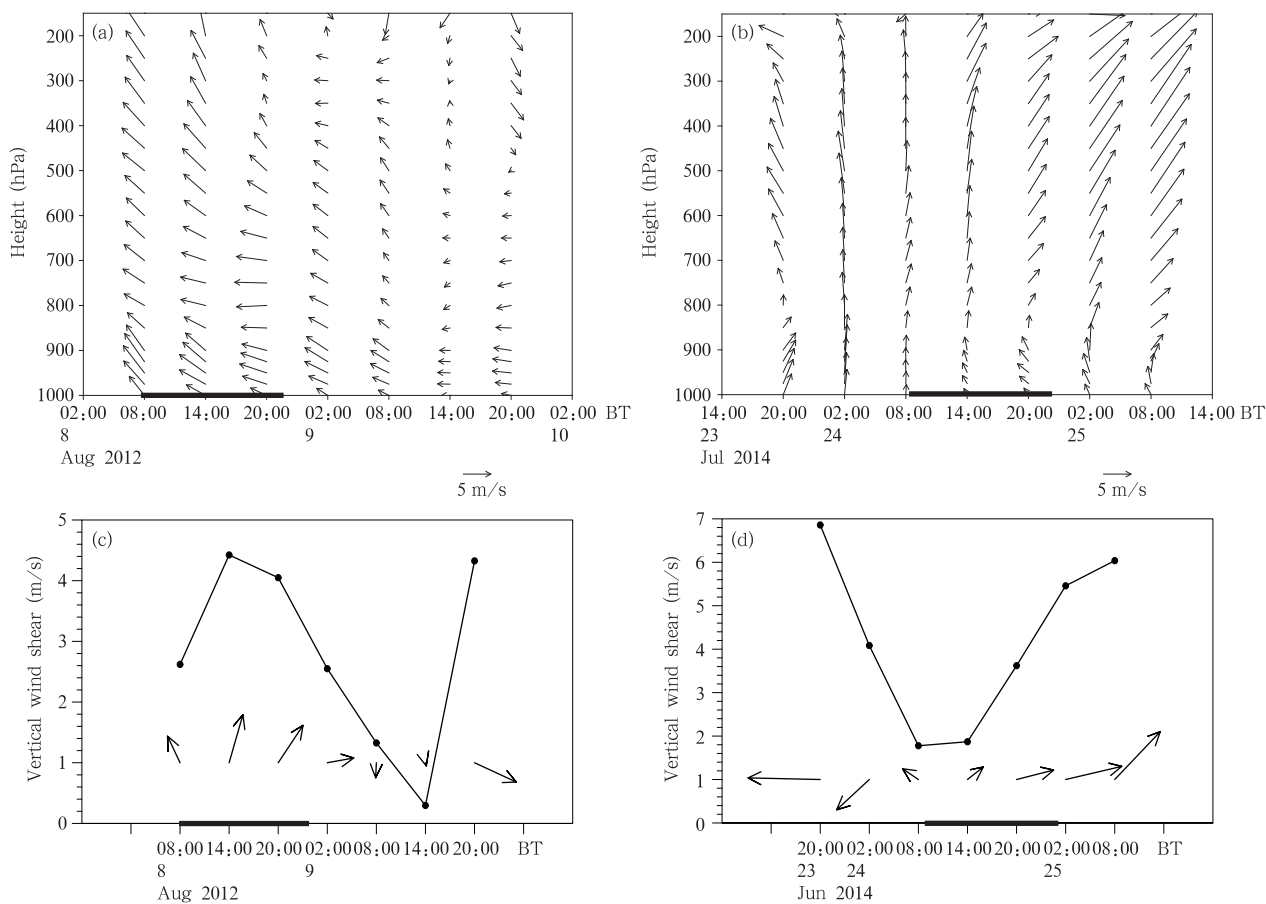 (a)
200
300
400
500
600
700
800
900
1000
Height (hPa)
02:00 08:00 14:00 20:00 02:00 08:00 14:00 20:00 02:00 BT
8 9 10
Aug 2012
5 m/s
(b)
200
300
400
500
600
700
800
900
1000
Height (hPa)
14:00 20:00 02:00 08:00 14:00 20:00 02:00 08:00 14:00 BT
23 24 25
Jul 2014
5 m/s
(c)
5
4
3
2
1
0
Vertical wind shear (m/s)
08:00 14:00 20:00 02:00 08:00 14:00 20:00 BT
8 9
Aug 2012
(d)
7
6
5
4
3
2
1
0
Vertical wind shear (m/s)
20:00 02:00 08:00 14:00 20:00 02:00 08:00 BT
23 24 25
Jun 2014